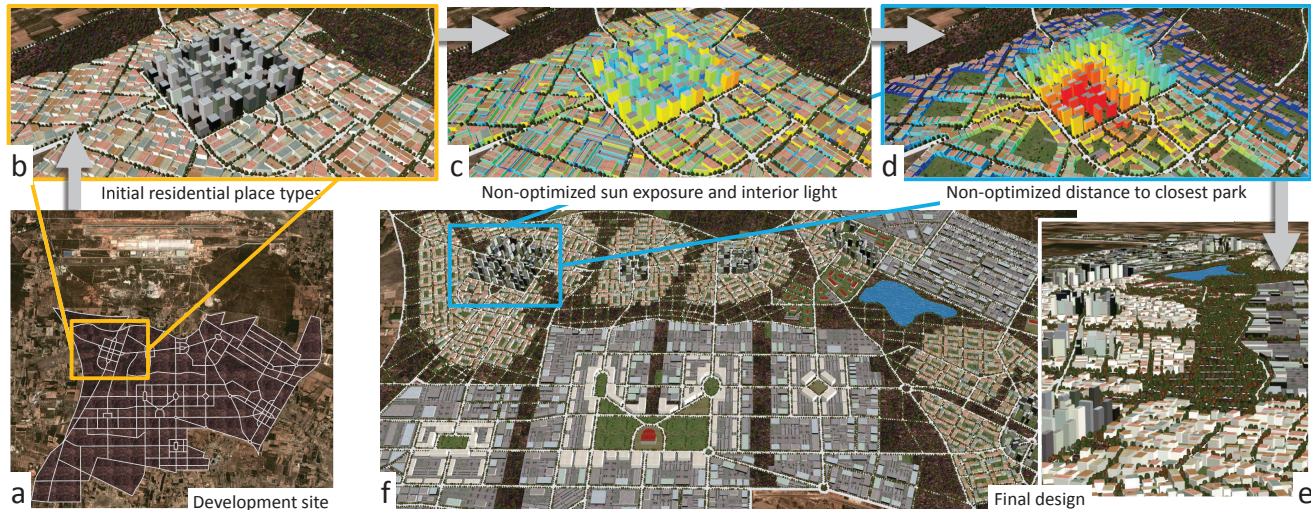 b
c
d
Initial residential place types
Non-optimized sun exposure and interior light
Non-optimized distance to closest park
a
Development site
f
Final design
e